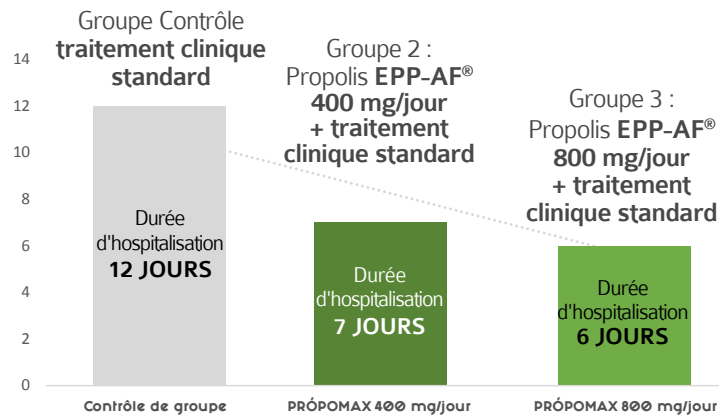 Groupe Contrôle
traitement clinique
standard
Groupe 2 :
Propolis EPP-AF®
400 mg/jour
+ traitement
clinique standard
Groupe 3 :
Propolis EPP-AF®
800 mg/jour
+ traitement
clinique standard
14
12
10
8
6
4
2
0
Durée
d'hospitalisation
12 JOURS
Durée
d'hospitalisation
7 JOURS
Durée
d'hospitalisation
6 JOURS
Contrôle de groupe
PRÓPOMAX 400 mg/jour
PRÓPOMAX 800 mg/jour